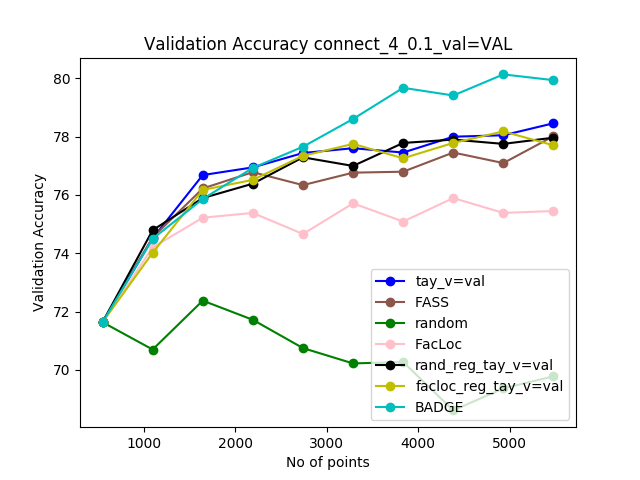 Validation Accuracy connect_4_0.1_val=VAL
Validation Accuracy
80
78
76
74
72
70
1000
2000
3000
4000
5000
No of points
tay_v=val
FASS
random
FacLoc
rand_reg_tay_v=val
facloc_reg_tay_v=val
BADGE